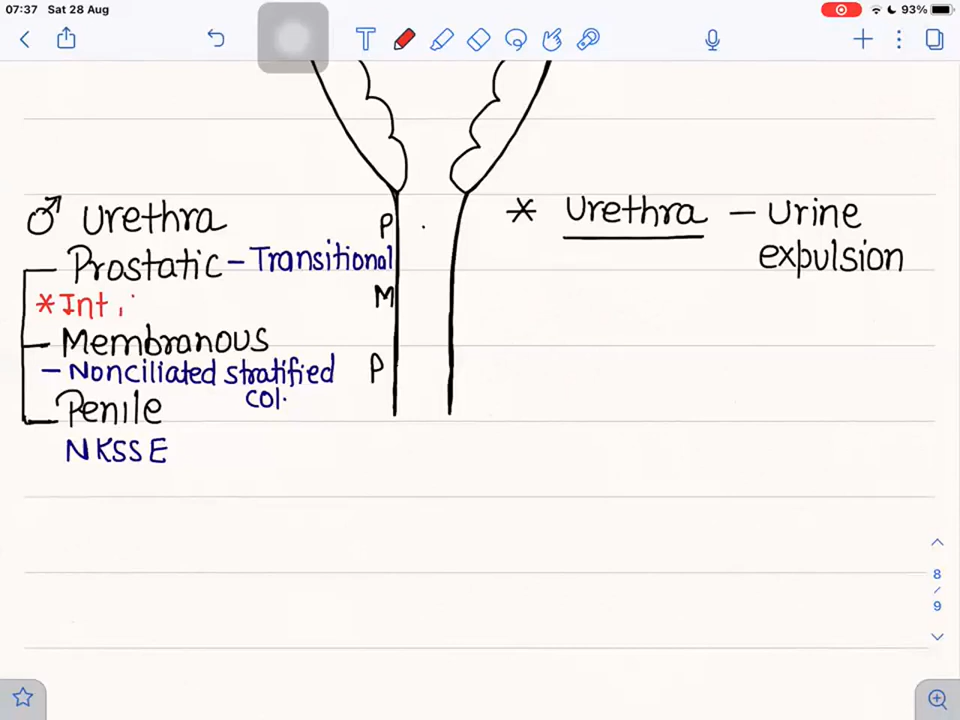 07:37 Sat 28 Aug
93%
T
♂ Urethra
Prostatic - Transitional
* Int.
Membranous
- Nonciliated stratified
col.
Penile
NKSSE
P
M
P
* Urethra - Urine
expulsion
8
/
9